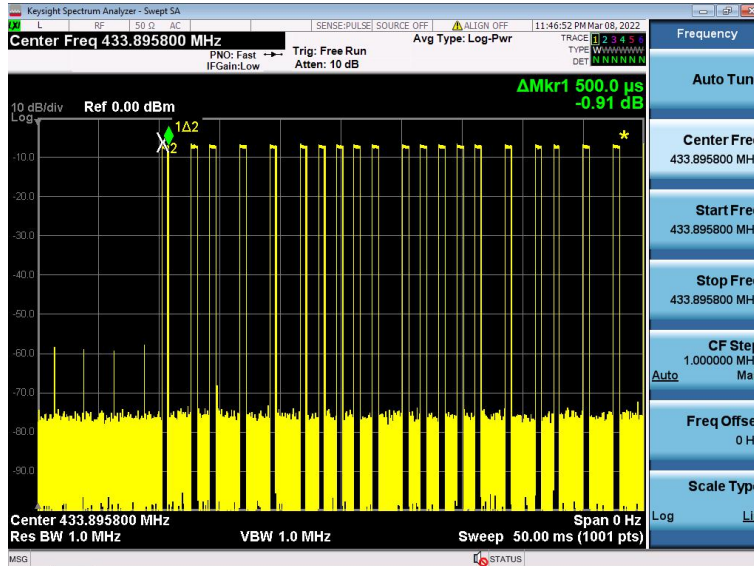 Keysight Spectrum Analyzer - Swept SA
LXI L RF 50 Ω AC SENSE:PULSE SOURCE OFF ALIGN OFF 11:46:52 PM Mar 08, 2022
Center Freq 433.895800 MHz
PNO: Fast
IFGain:Low
Trig: Free Run
Atten: 10 dB
Avg Type: Log-Pwr
TRACE 1 2 3 4 5 6
TYPE WWWWWW
DET N N N N N N
ΔMkr1 500.0 µs
-0.91 dB
10 dB/div
Log
Ref 0.00 dBm
1Δ2
2
*
-10.0
-20.0
-30.0
-40.0
-50.0
-60.0
-70.0
-80.0
-90.0
Center 433.895800 MHz
Span 0 Hz
Res BW 1.0 MHz
VBW 1.0 MHz
Sweep 50.00 ms (1001 pts)
MSG
STATUS
Frequency
Auto Tun
Center Fre
433.895800 MH
Start Fre
433.895800 MH
Stop Fre
433.895800 MH
CF Ste
1.000000 MH
Auto Ma
Freq Offse
0 H
Scale Typ
Log Li